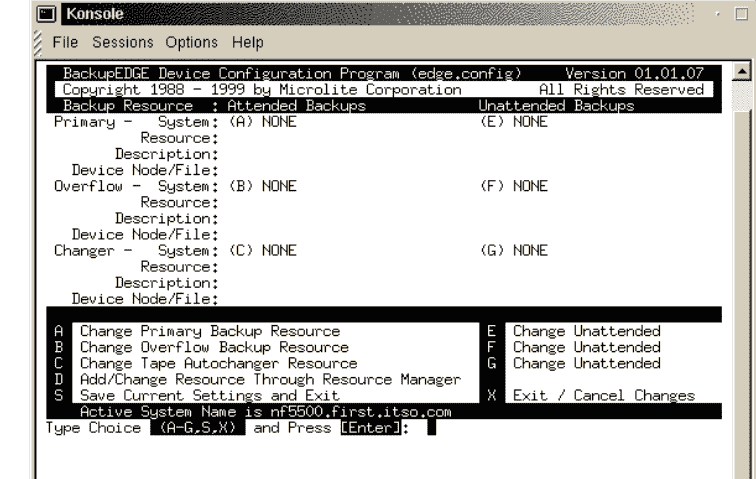 Konsole
File Sessions Options Help
BackupEDGE Device Configuration Program (edge.config) Version 01.01.07
Copyright 1988 - 1999 by Microlite Corporation All Rights Reserved
Backup Resource : Attended Backups Unattended Backups
Primary - System: (A) NONE (E) NONE
Resource:
Description:
Device Node/File:
Overflow - System: (B) NONE (F) NONE
Resource:
Description:
Device Node/File:
Changer - System: (C) NONE (G) NONE
Resource:
Description:
Device Node/File:
A Change Primary Backup Resource E Change Unattended
B Change Overflow Backup Resource F Change Unattended
C Change Tape Autochanger Resource G Change Unattended
D Add/Change Resource Through Resource Manager
S Save Current Settings and Exit X Exit / Cancel Changes
Active System Name is nf5500.first.itso.com
Type Choice (A-G,S,X) and Press [Enter]: